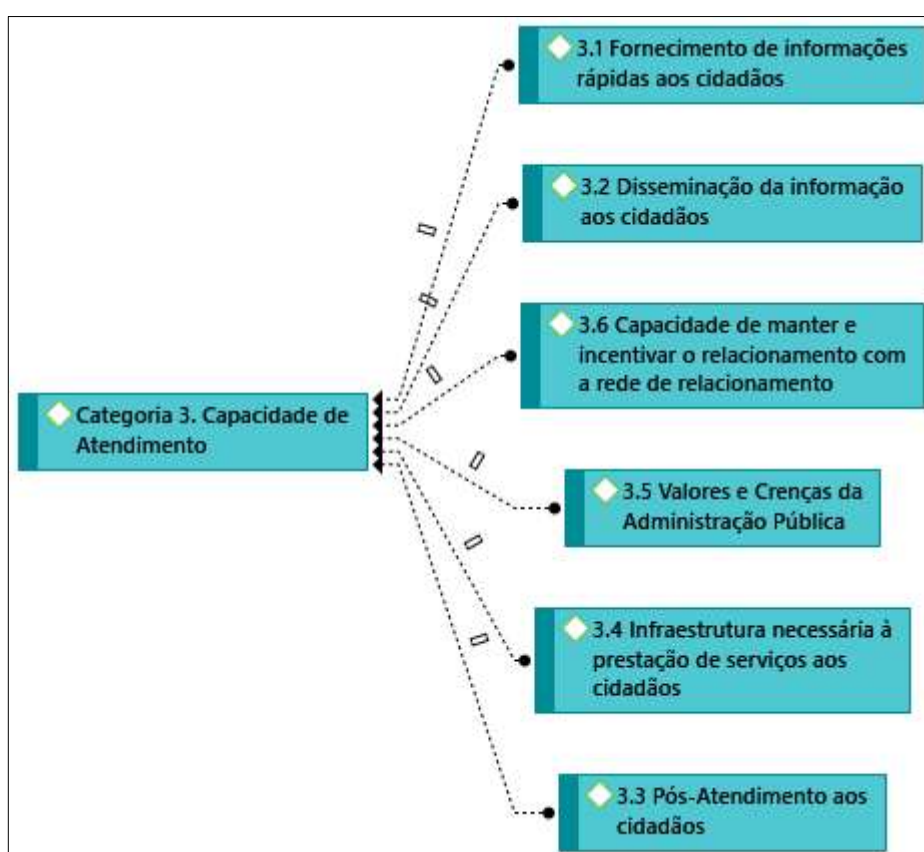 3.1 Fornecimento de informações
rápidas aos cidadãos
3.2 Disseminação da informação
aos cidadãos
3.6 Capacidade de manter e
incentivar o relacionamento com
a rede de relacionamento
Categoria 3. Capacidade de
Atendimento
3.5 Valores e Crenças da
Administração Pública
3.4 Infraestrutura necessária à
prestação de serviços aos
cidadãos
3.3 Pós-Atendimento aos
cidadãos